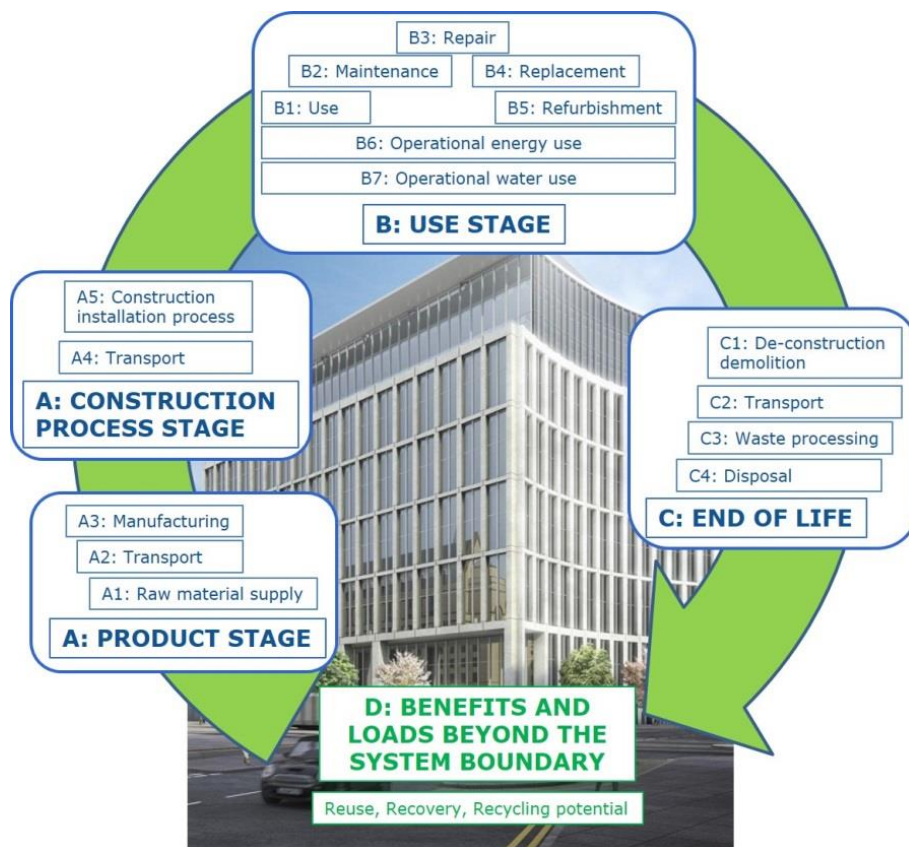 B3: Repair
B2: Maintenance
B4: Replacement
B1: Use
B5: Refurbishment
B6: Operational energy use
B7: Operational water use
B: USE STAGE
A5: Construction
installation process
A4: Transport
A: CONSTRUCTION
PROCESS STAGE
A3: Manufacturing
A2: Transport
A1: Raw material supply
A: PRODUCT STAGE
C1: De-construction
demolition
C2: Transport
C3: Waste processing
C4: Disposal
C: END OF LIFE
D: BENEFITS AND
LOADS BEYOND THE
SYSTEM BOUNDARY
Reuse, Recovery, Recycling potential